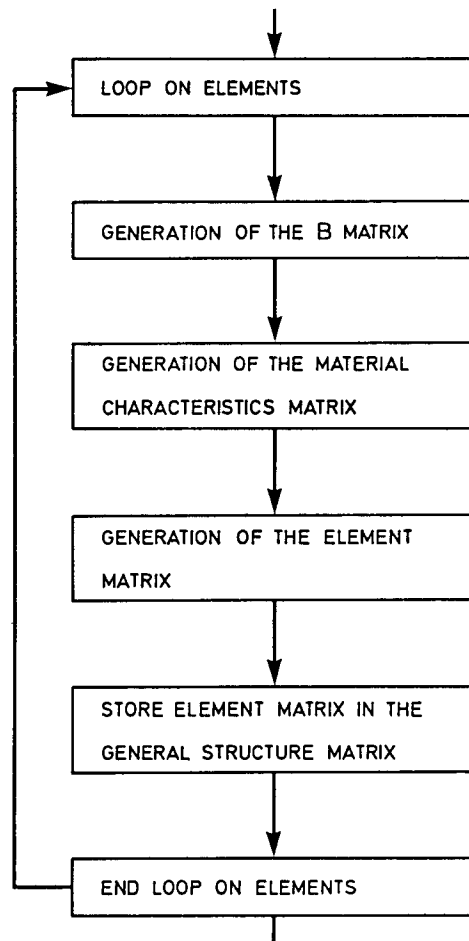 LOOP ON ELEMENTS
GENERATION OF THE B MATRIX
GENERATION OF THE MATERIAL
CHARACTERISTICS MATRIX
GENERATION OF THE ELEMENT
MATRIX
STORE ELEMENT MATRIX IN THE
GENERAL STRUCTURE MATRIX
END LOOP ON ELEMENTS